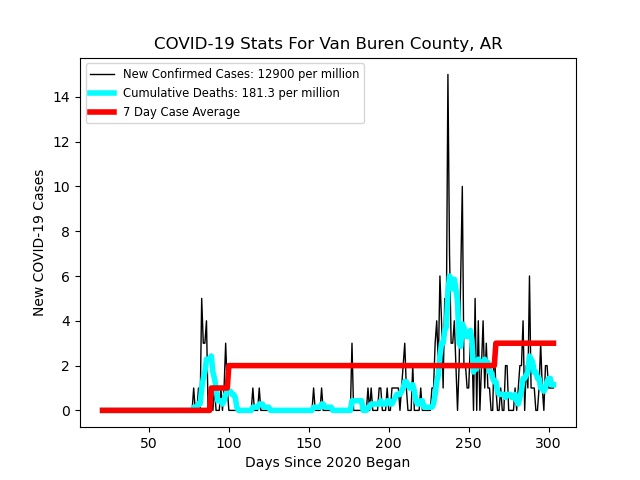 COVID-19 Stats For Van Buren County, AR
New Confirmed Cases: 12900 per million
Cumulative Deaths: 181.3 per million
7 Day Case Average
New COVID-19 Cases
14
12
10
8
6
4
2
0
50 100 150 200 250 300
Days Since 2020 Began